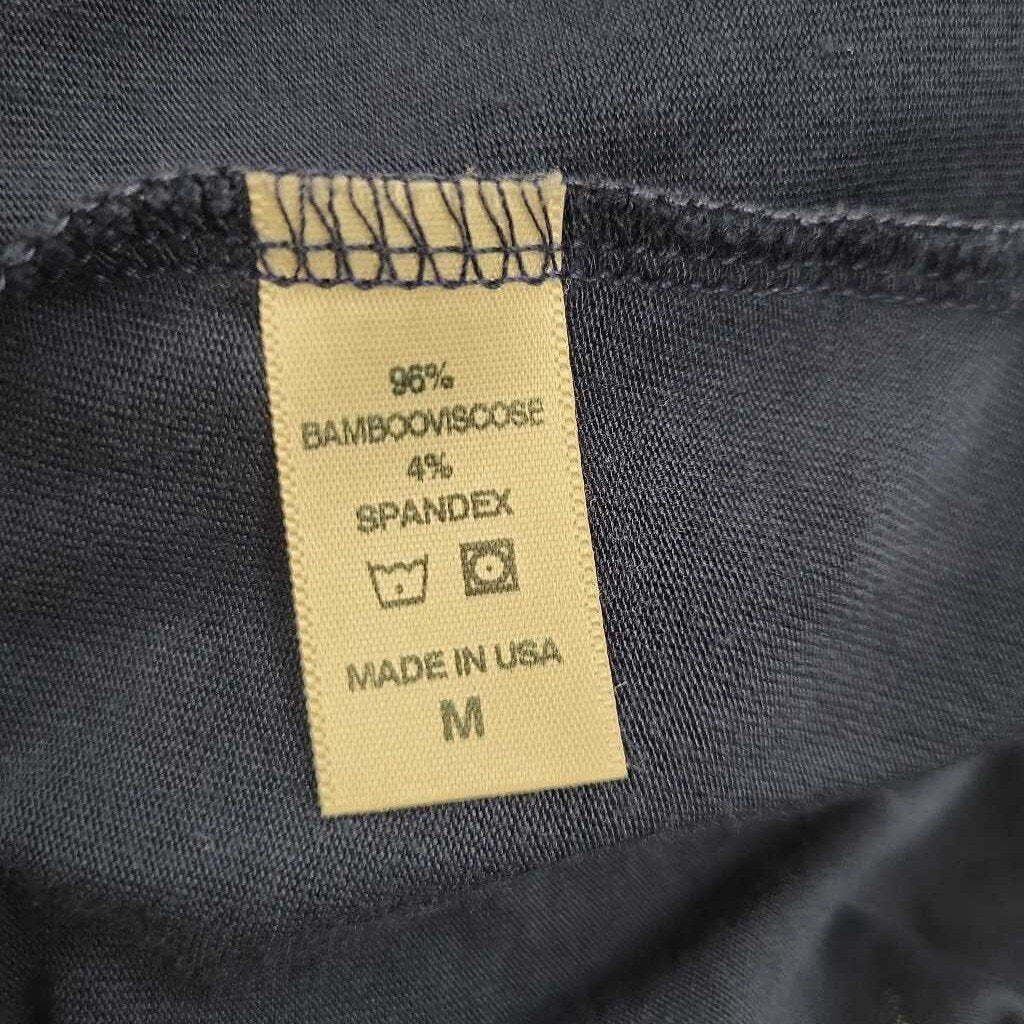 96%
BAMBOOVISCOSE
4%
SPANDEX
MADE IN USA
M